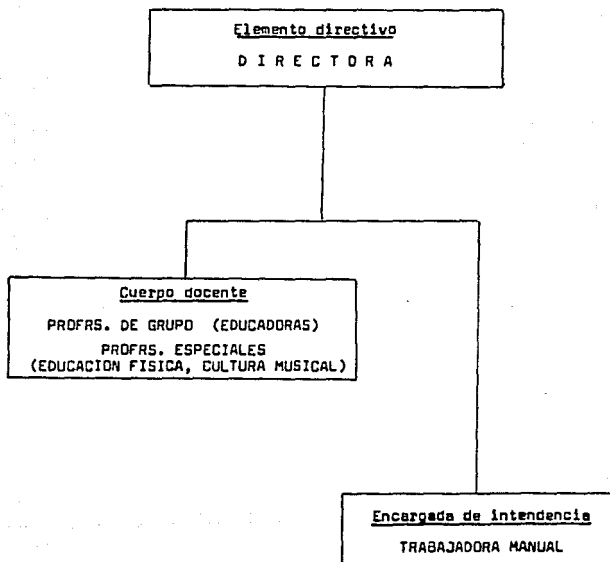 Elemento directivo
D I R E C T O R A
Cuerpo docente
PROFRS. DE GRUPO (EDUCADORAS)
PROFRS. ESPECIALES
(EDUCACION FISICA, CULTURA MUSICAL)
Encargada de intendencia
TRABAJADORA MANUAL